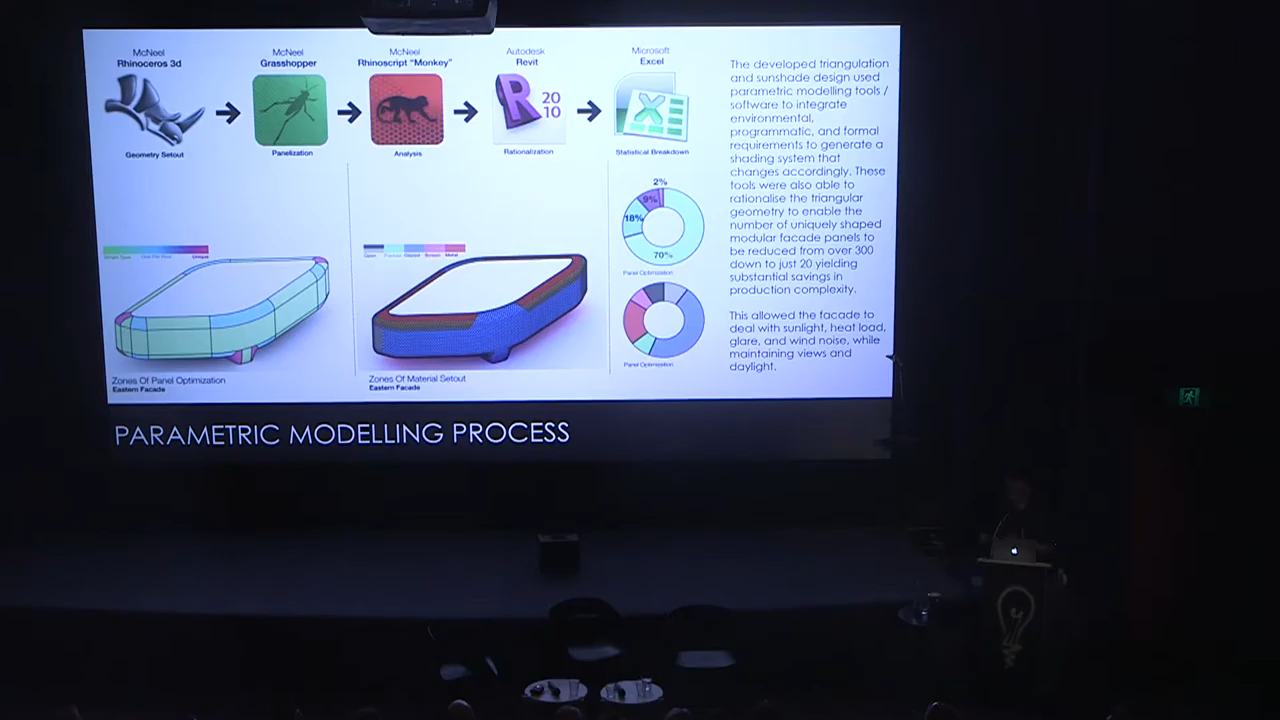 McNeel
Rhinoceros 3d
McNeel
Grasshopper
McNeel
Rhinoscript "Monkey"
Autodesk
Revit
Microsoft
Excel
R 20
10
X
Geometry Setout
Panelization
Analysis
Rationalization
Statistical Breakdown
2%
9%
18%
70%
Panel Optimization
Panel Optimization
Unique
Screen
Metal
Zones Of Panel Optimization
Eastern Facade
Zones Of Material Setout
Eastern Facade
The developed triangulation
and sunshade design used
parametric modelling tools /
software to integrate
environmental,
programmatic, and formal
requirements to generate a
shading system that
changes accordingly. These
tools were also able to
rationalise the triangular
geometry to enable the
number of uniquely shaped
modular facade panels to
be reduced from over 300
down to just 20 yielding
substantial savings in
production complexity.
This allowed the facade to
deal with sunlight, heat load,
glare, and wind noise, while
maintaining views and
daylight.
PARAMETRIC MODELLING PROCESS